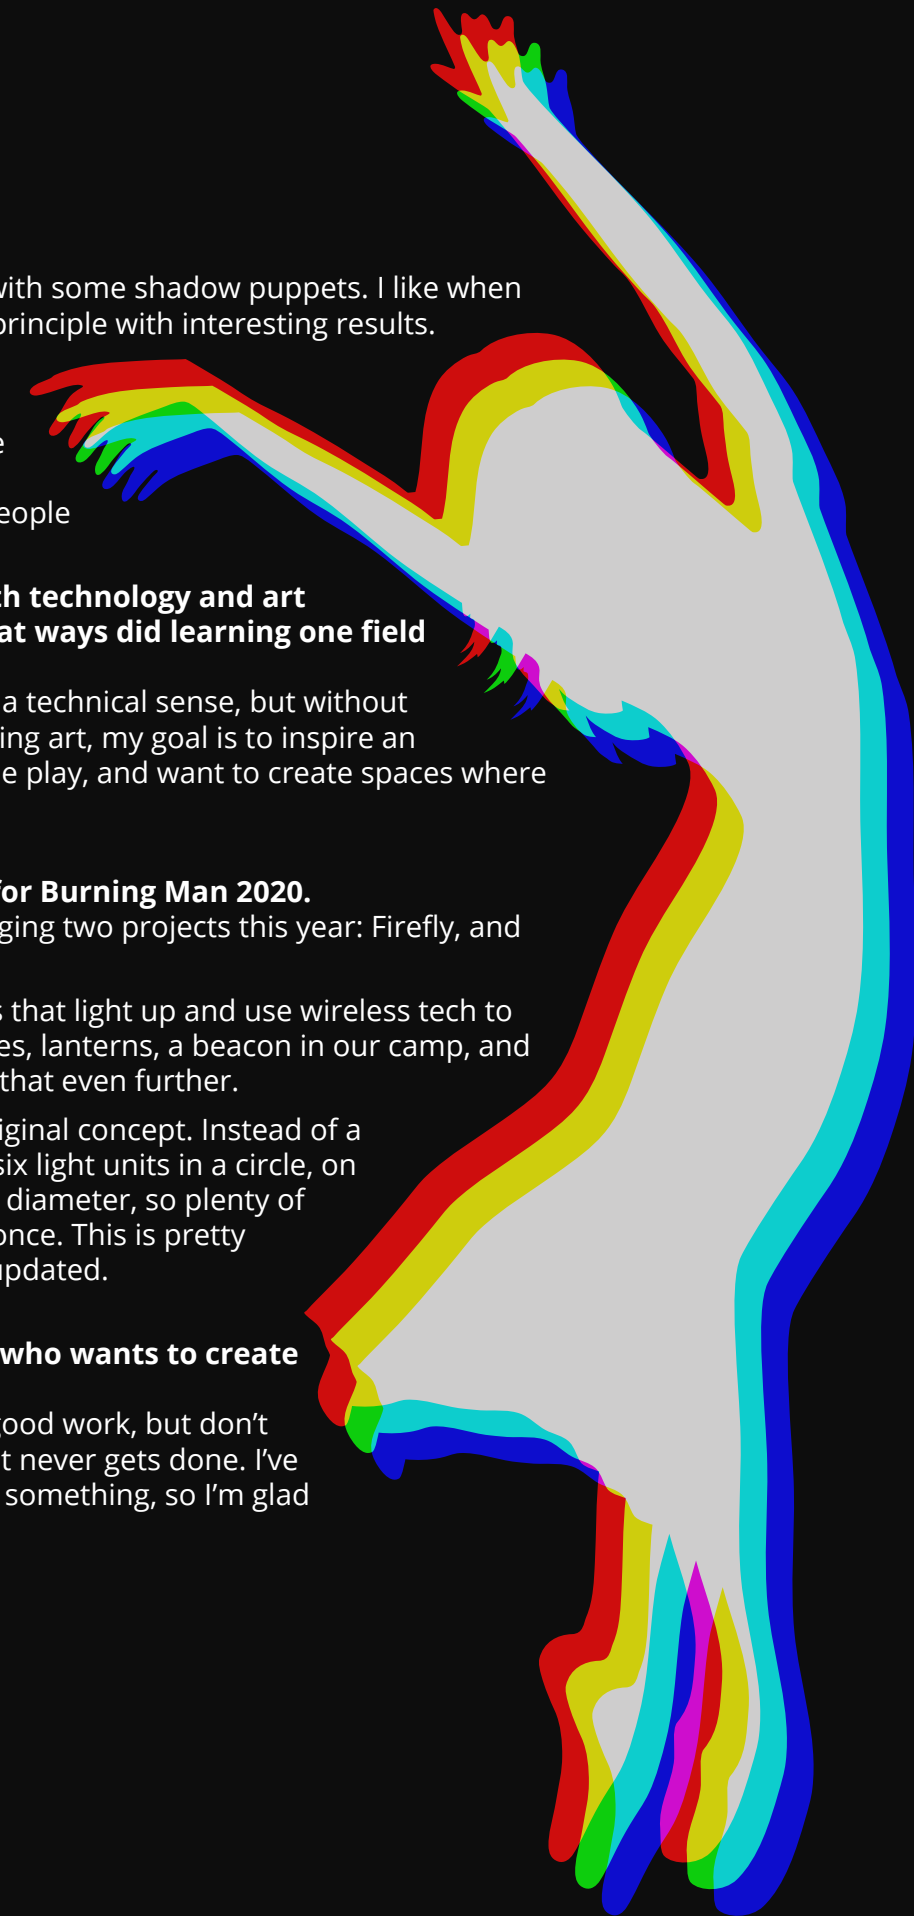 with some shadow puppets. I like when
principle with interesting results.
e
eople
th technology and art
at ways did learning one field
a technical sense, but without
ing art, my goal is to inspire an
e play, and want to create spaces where
for Burning Man 2020.
ging two projects this year: Firefly, and
s that light up and use wireless tech to
es, lanterns, a beacon in our camp, and
that even further.
iginal concept. Instead of a
six light units in a circle, on
diameter, so plenty of
once. This is pretty
updated.
who wants to create
good work, but don’t
t never gets done. I’ve
something, so I’m glad